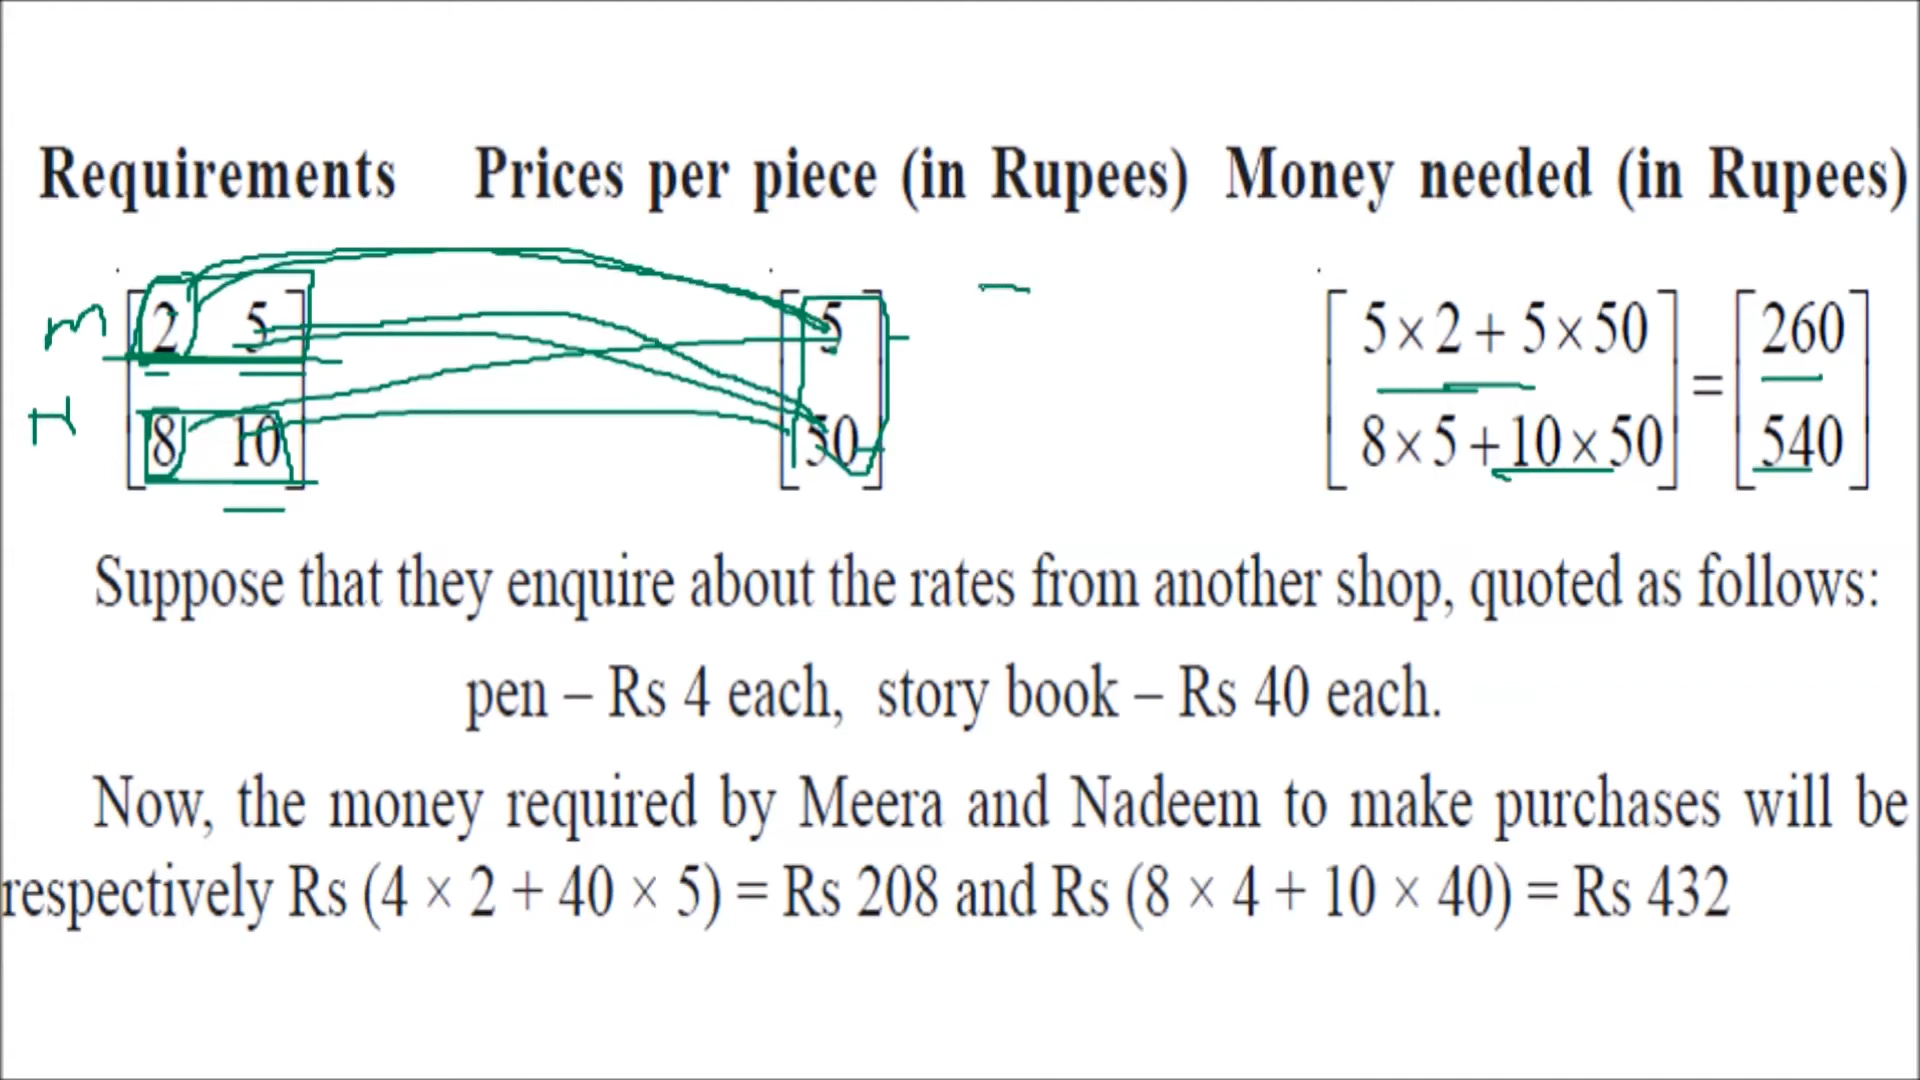 Requirements Prices per piece (in Rupees) Money needed (in Rupees)
m 2 5 5 5×2 + 5×50 = 260
8 10 50 8×5 + 10×50 540
Suppose that they enquire about the rates from another shop, quoted as follows:
pen – Rs 4 each, story book – Rs 40 each.
Now, the money required by Meera and Nadeem to make purchases will be
respectively Rs (4 × 2 + 40 × 5) = Rs 208 and Rs (8 × 4 + 10 × 40) = Rs 432